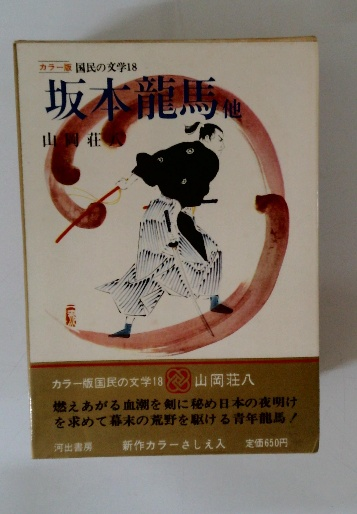 カラー版 国民の文学18
坂本龍馬他
山岡荘八
カラー版国民の文学18 山岡荘八
燃えあがる血潮を剣に秘め日本の夜明け
を求めて幕末の荒野を駆ける青年龍馬!
河出書房 新作カラーさしえ入 定価650円